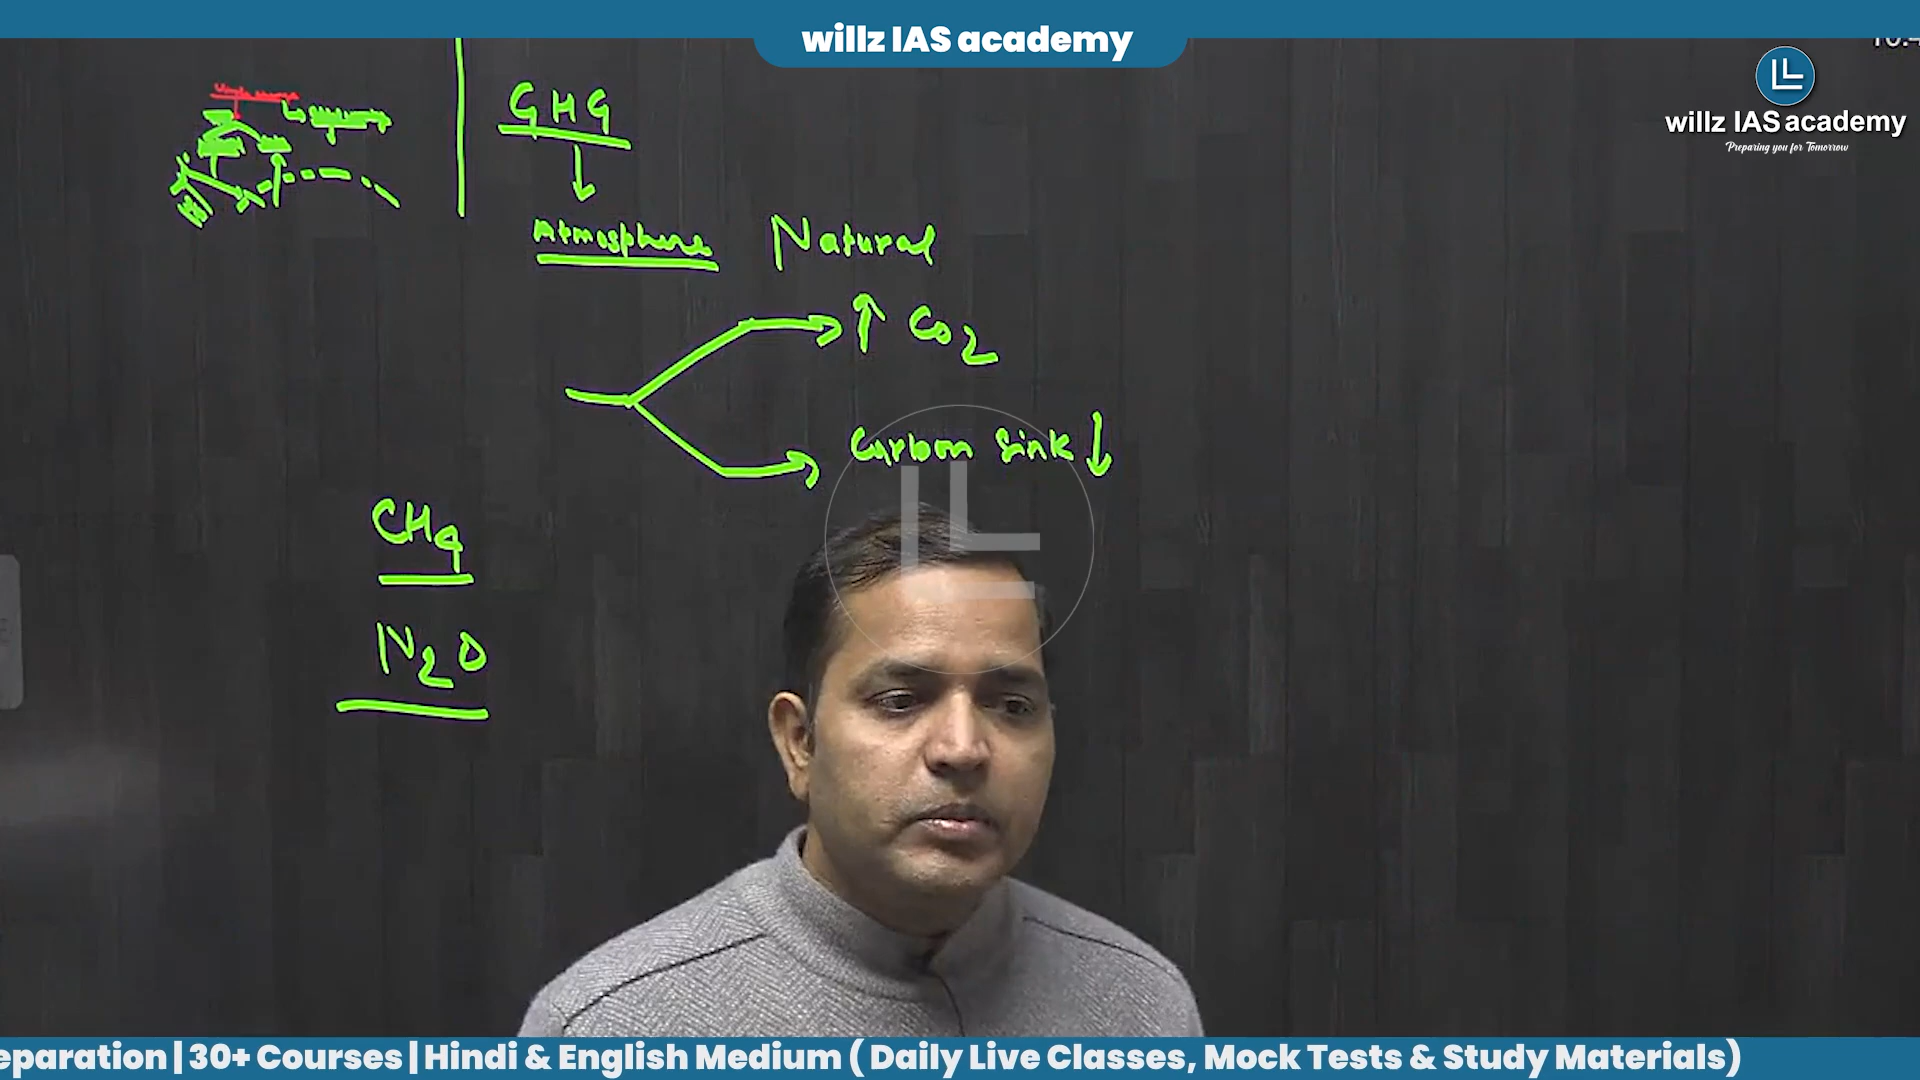 willz IAS academy
willz IAS academy
Preparing you for Tomorrow
GHG
Atmosphere Natural
↑ CO2
Carbon Sink ↓
CH4
N2O
eparation | 30+ Courses | Hindi & English Medium ( Daily Live Classes, Mock Tests & Study Materials)